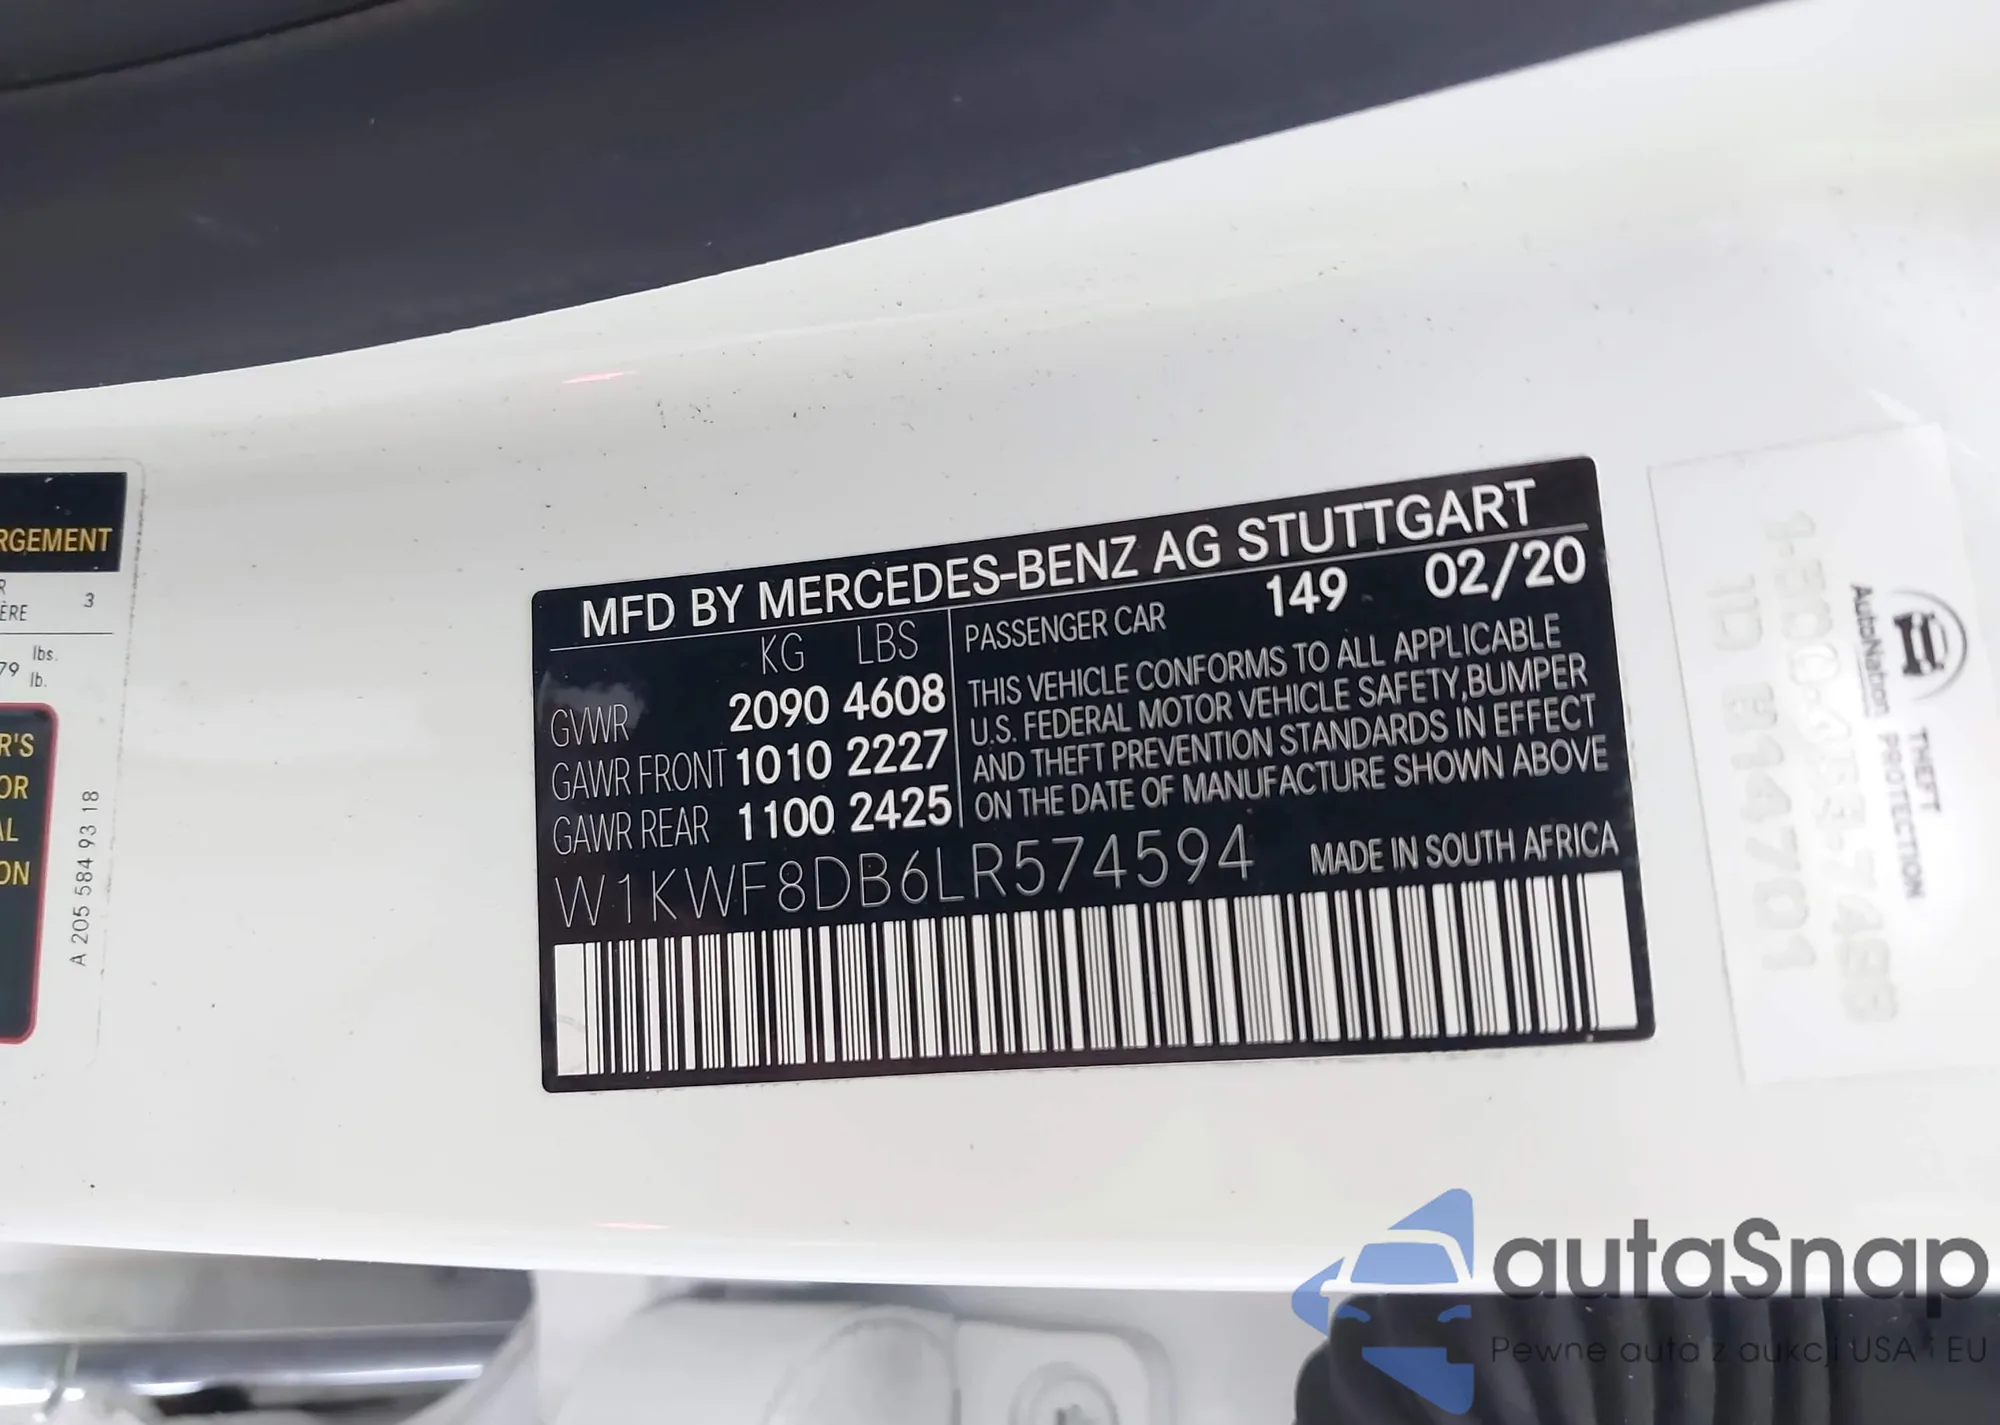 RGEMENT
R
ÈRE 3
79 lbs.
lb.
R'S
OR
AL
ON
A 205 584 93 18
MFD BY MERCEDES-BENZ AG STUTTGART
KG LBS
PASSENGER CAR 149 02/20
GVWR 2090 4608
GAWR FRONT 1010 2227
GAWR REAR 1100 2425
THIS VEHICLE CONFORMS TO ALL APPLICABLE
U.S. FEDERAL MOTOR VEHICLE SAFETY,BUMPER
AND THEFT PREVENTION STANDARDS IN EFFECT
ON THE DATE OF MANUFACTURE SHOWN ABOVE
W1KWF8DB6LR574594 MADE IN SOUTH AFRICA
AutoNation THEFT
PROTECTION
autaSnap
Pewne auta z aukcji USA i EU